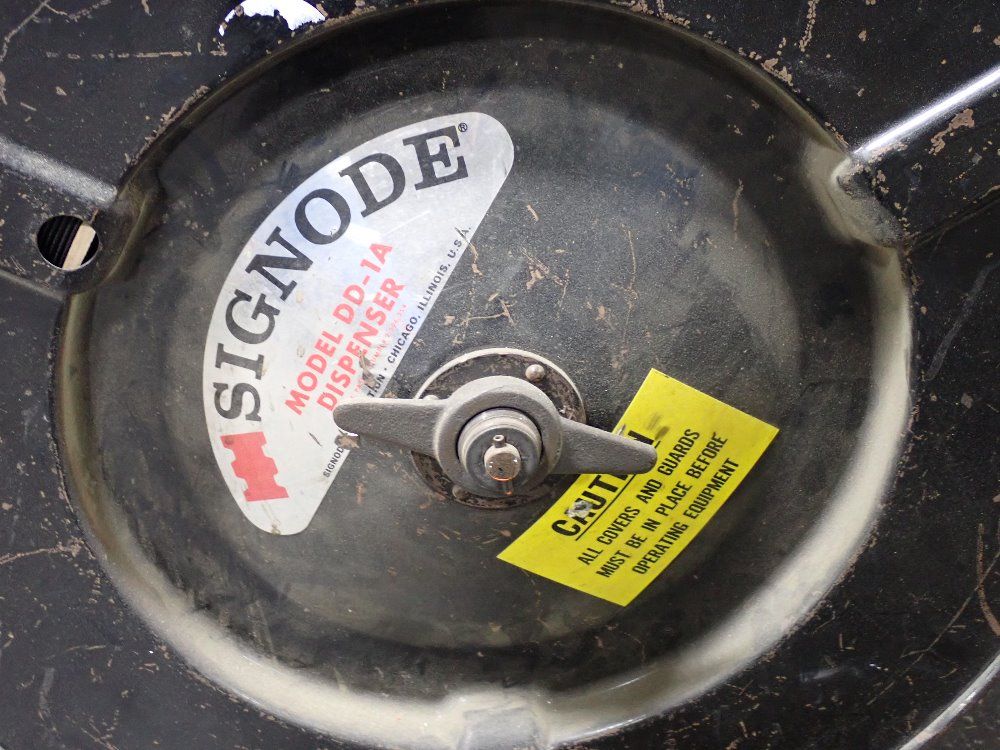 SIGNODE®
MODEL DD-1A
DISPENSER
CHICAGO, ILLINOIS, U.S.A.
ALL COVERS AND GUARDS
MUST BE IN PLACE BEFORE
OPERATING EQUIPMENT